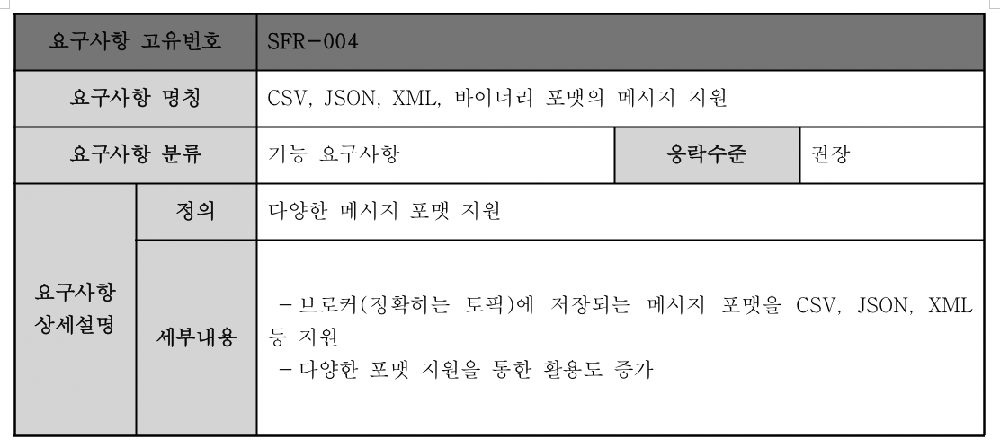 요구사항 고유번호 SFR-004
요구사항 명칭 CSV, JSON, XML, 바이너리 포맷의 메시지 지원
요구사항 분류 기능 요구사항 응락수준 권장
정의 다양한 메시지 포맷 지원
요구사항
상세설명
세부내용
- 브로커(정확히는 토픽)에 저장되는 메시지 포맷을 CSV, JSON, XML
등 지원
- 다양한 포맷 지원을 통한 활용도 증가